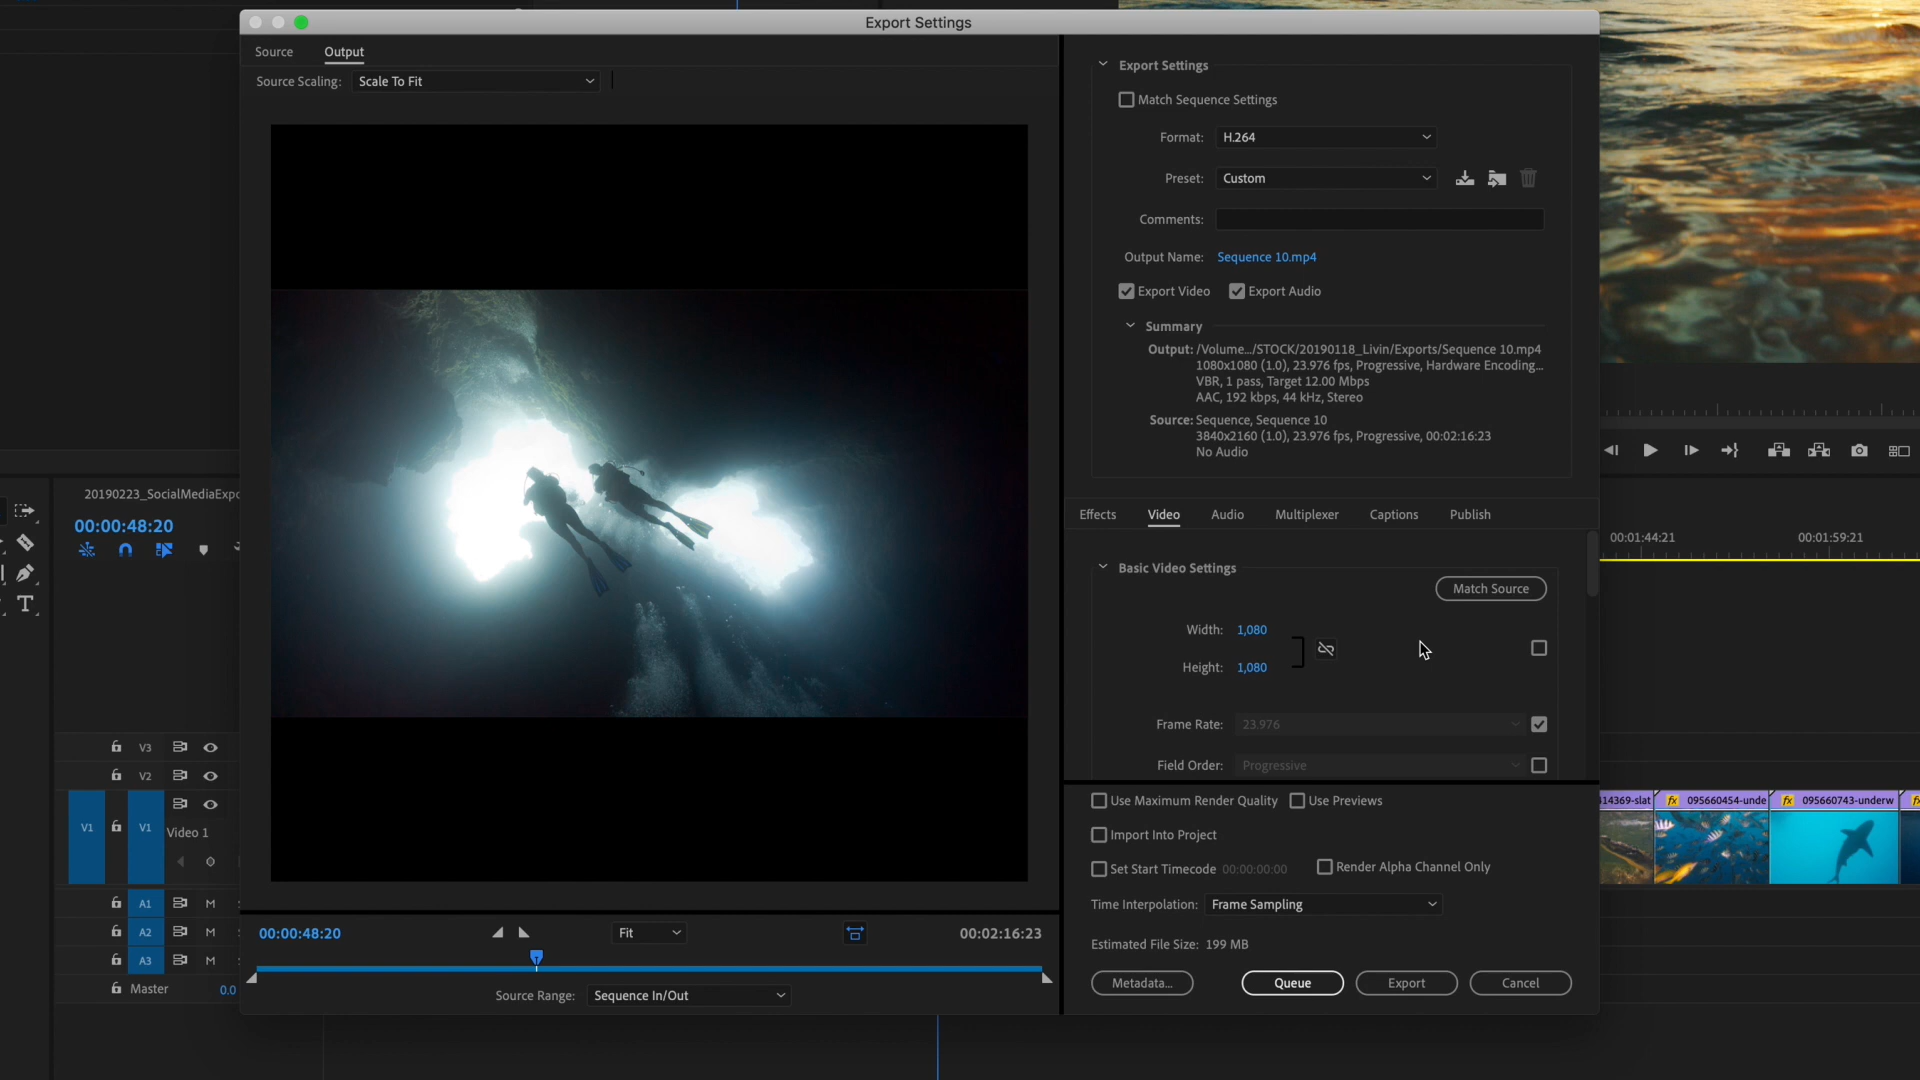 Export Settings
Source
Output
Source Scaling:
Scale To Fit
Export Settings
Match Sequence Settings
Format:
H.264
Preset:
Custom
Comments:
Output Name:
Sequence 10.mp4
Export Video
Export Audio
Summary
Output: /Volume.../STOCK/20190118_Livin/Exports/Sequence 10.mp4
1080x1080 (1.0), 23.976 fps, Progressive, Hardware Encoding...
VBR, 1 pass, Target 12.00 Mbps
AAC, 192 kbps, 44 kHz, Stereo
Source: Sequence, Sequence 10
3840x2160 (1.0), 23.976 fps, Progressive, 00:02:16:23
No Audio
Effects
Video
Audio
Multiplexer
Captions
Publish
Basic Video Settings
Match Source
Width:
1,080
Height:
1,080
Frame Rate:
23.976
Field Order:
Progressive
Use Maximum Render Quality
Use Previews
Import Into Project
Set Start Timecode
00:00:00:00
Render Alpha Channel Only
Time Interpolation:
Frame Sampling
Estimated File Size: 199 MB
Metadata...
Queue
Export
Cancel
00:00:48:20
Fit
00:02:16:23
Source Range:
Sequence In/Out
20190223_SocialMediaExpo
00:00:48:20
V3
V2
V1
V1
Video 1
A1
M
A2
M
A3
M
Master
0.0
00:01:44:21
00:01:59:21
414369-slat
fx
095660454-unde
fx
095660743-underw